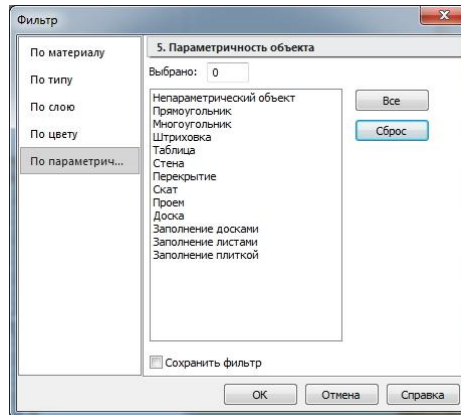 Фильтр
По материалу
По типу
По слою
По цвету
По параметрич...
5. Параметричность объекта
Выбрано: 0
Непараметрический объект
Прямоугольник
Многоугольник
Штриховка
Таблица
Стена
Перекрытие
Скат
Проем
Доска
Заполнение досками
Заполнение листами
Заполнение плиткой
Все
Сброс
Сохранить фильтр
ОК
Отмена
Справка